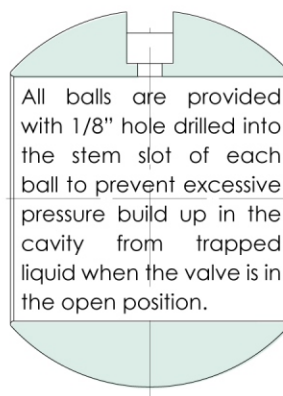 All balls are provided
with 1/8” hole drilled into
the stem slot of each
ball to prevent excessive
pressure build up in the
cavity from trapped
liquid when the valve is in
the open position.